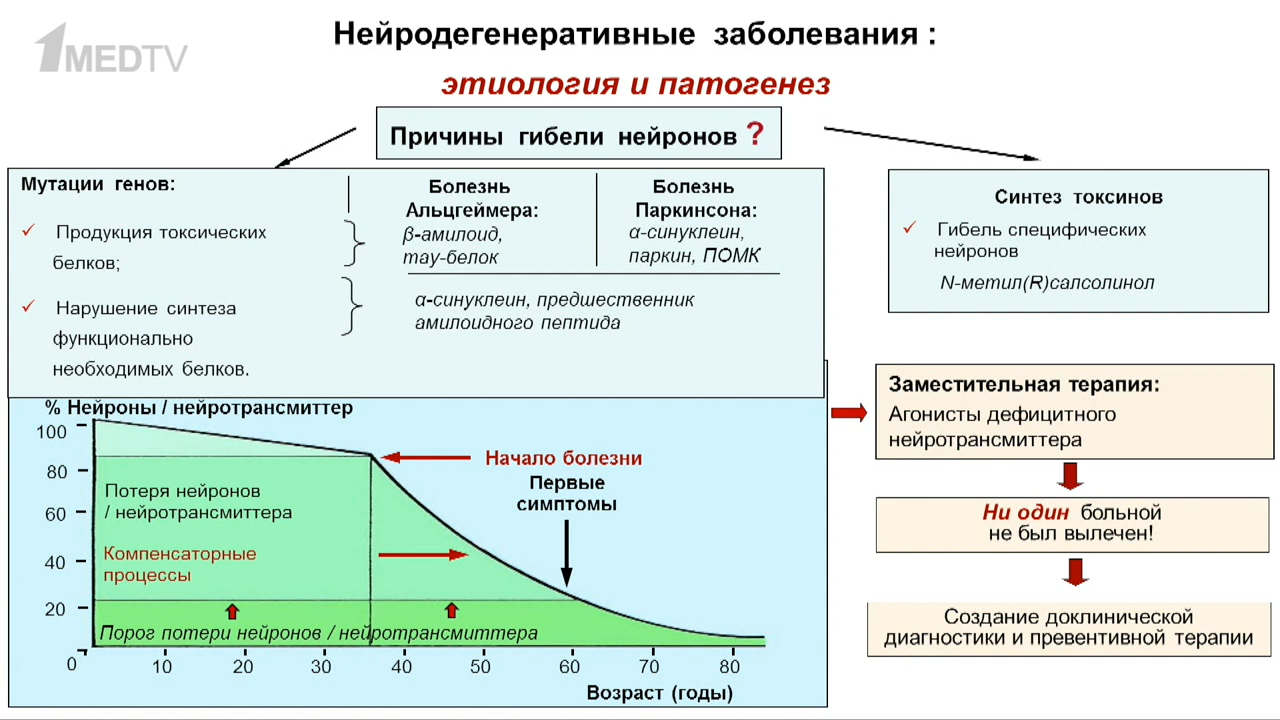 1MEDTV
Нейродегенеративные заболевания :
этиология и патогенез
Причины гибели нейронов ?
Мутации генов:
Продукция токсических
белков;
Нарушение синтеза
функционально
необходимых белков.
Болезнь
Альцгеймера:
β-амилоид,
тау-белок
Болезнь
Паркинсона:
α-синуклеин,
паркин, ПОМК
α-синуклеин, предшественник
амилоидного пептида
Синтез токсинов
Гибель специфических
нейронов
N-метил(R)салсолинол
% Нейроны / нейротрансмиттер
100
80
60
40
20
0
10
20
30
40
50
60
70
80
Возраст (годы)
Потеря нейронов
/ нейротрансмиттера
Компенсаторные
процессы
Порог потери нейронов / нейротрансмиттера
Начало болезни
Первые
симптомы
Заместительная терапия:
Агонисты дефицитного
нейротрансмиттера
Ни один больной
не был вылечен!
Создание доклинической
диагностики и превентивной терапии